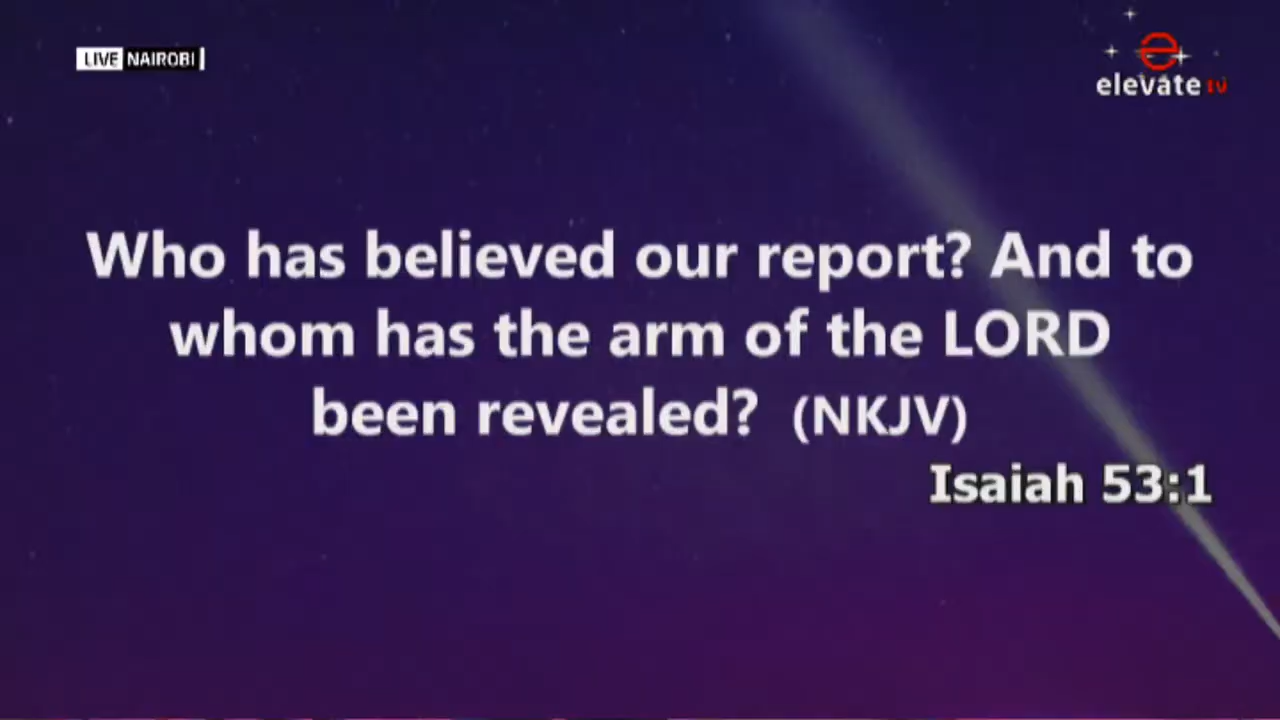 LIVE NAIROBI
elevate tv
Who has believed our report? And to
whom has the arm of the LORD
been revealed? (NKJV)
Isaiah 53:1